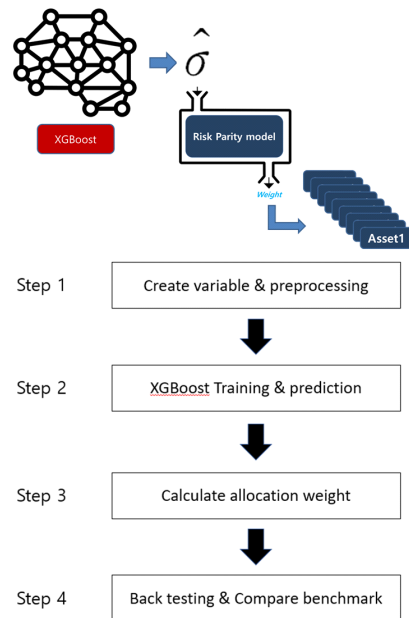 σ̂
XGBoost
Risk Parity model
Weight
Asset1
Step 1
Create variable & preprocessing
Step 2
XGBoost Training & prediction
Step 3
Calculate allocation weight
Step 4
Back testing & Compare benchmark